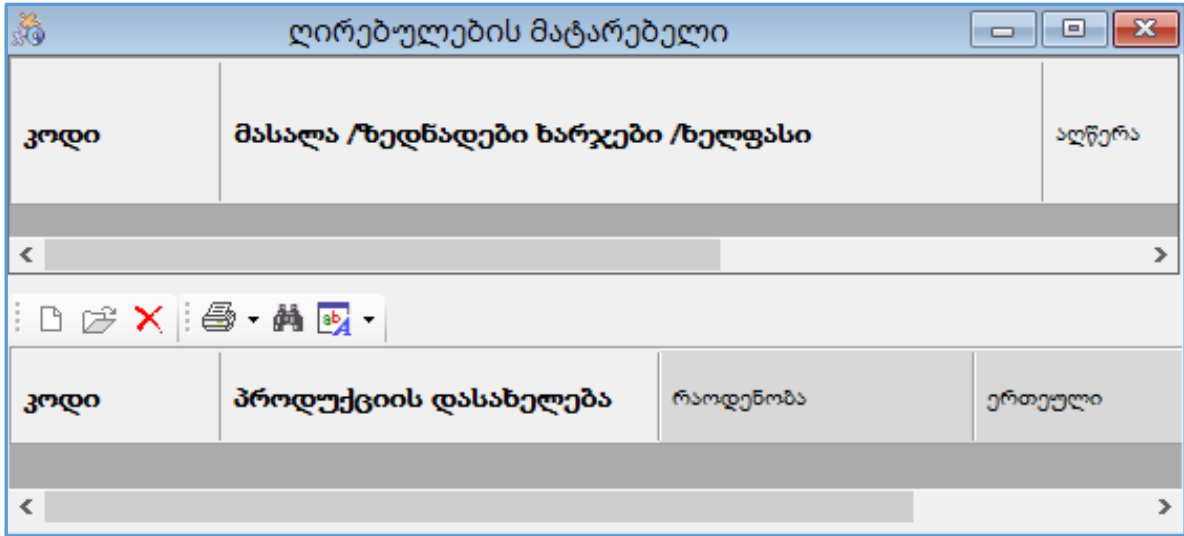 ღირებულების მატარებელი
კოდი მასალა /ზედნადები ხარჯები /ხელფასი აღწერა
კოდი პროდუქციის დასახელება რაოდენობა ერთეული